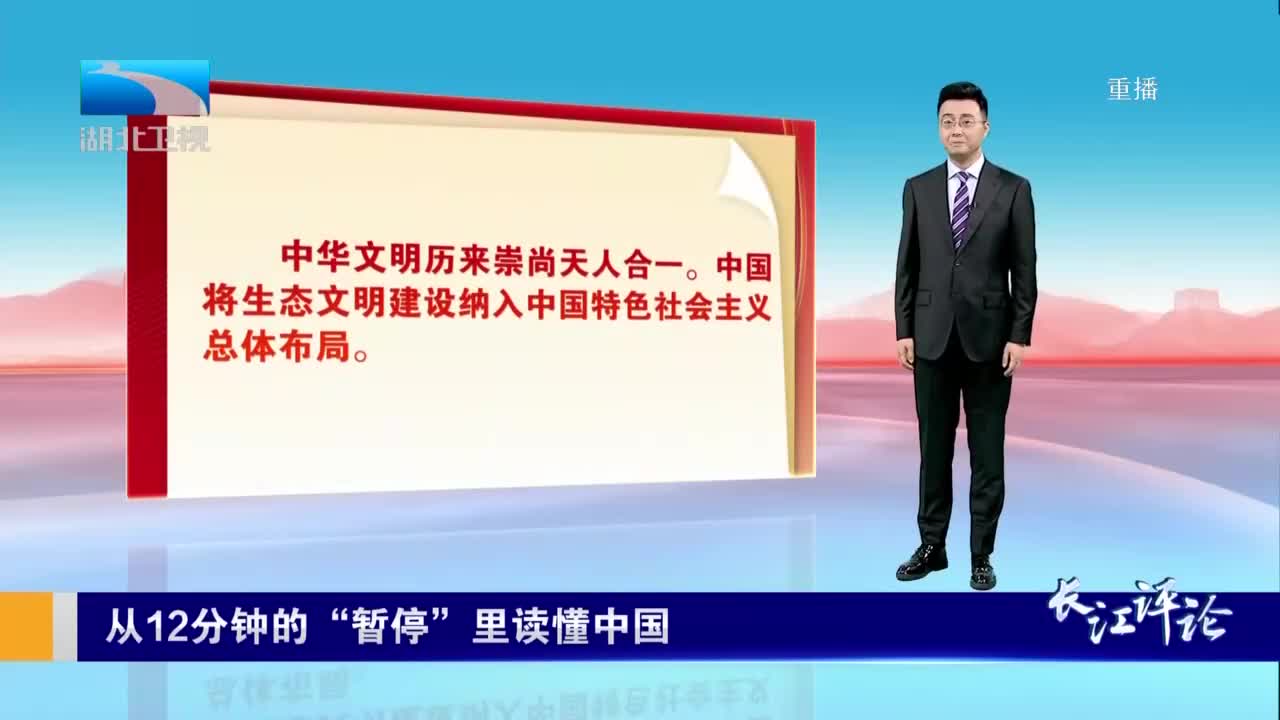 湖北卫视
重播
中华文明历来崇尚天人合一。中国
将生态文明建设纳入中国特色社会主义
总体布局。
从12分钟的“暂停”里读懂中国
长江评论